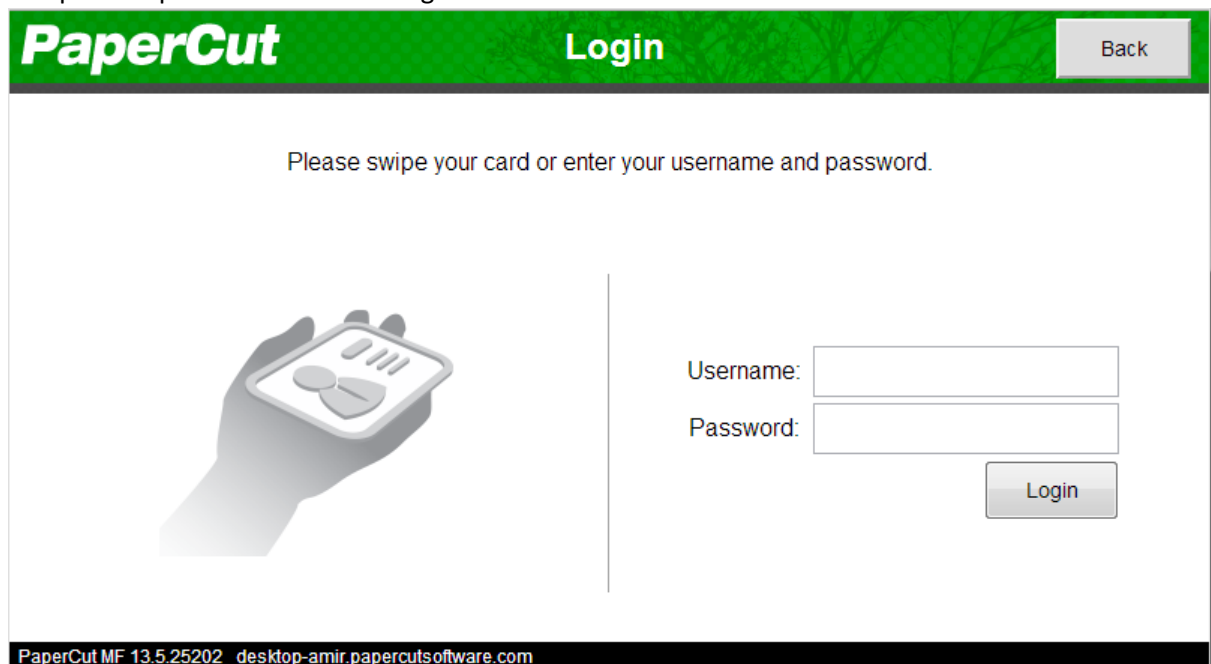 PaperCut
Login
Back
Please swipe your card or enter your username and password.
Username:
Password:
Login
PaperCut MF 13.5.25202 desktop-amir.papercutsoftware.com